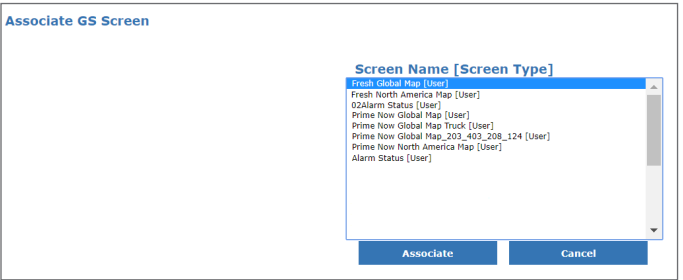 Associate GS Screen
Screen Name [Screen Type]
Fresh Global Map [User]
Fresh North America Map [User]
02Alarm Status [User]
Prime Now Global Map [User]
Prime Now Global Map Truck [User]
Prime Now Global Map_203_403_208_124 [User]
Prime Now North America Map [User]
Alarm Status [User]
Associate
Cancel